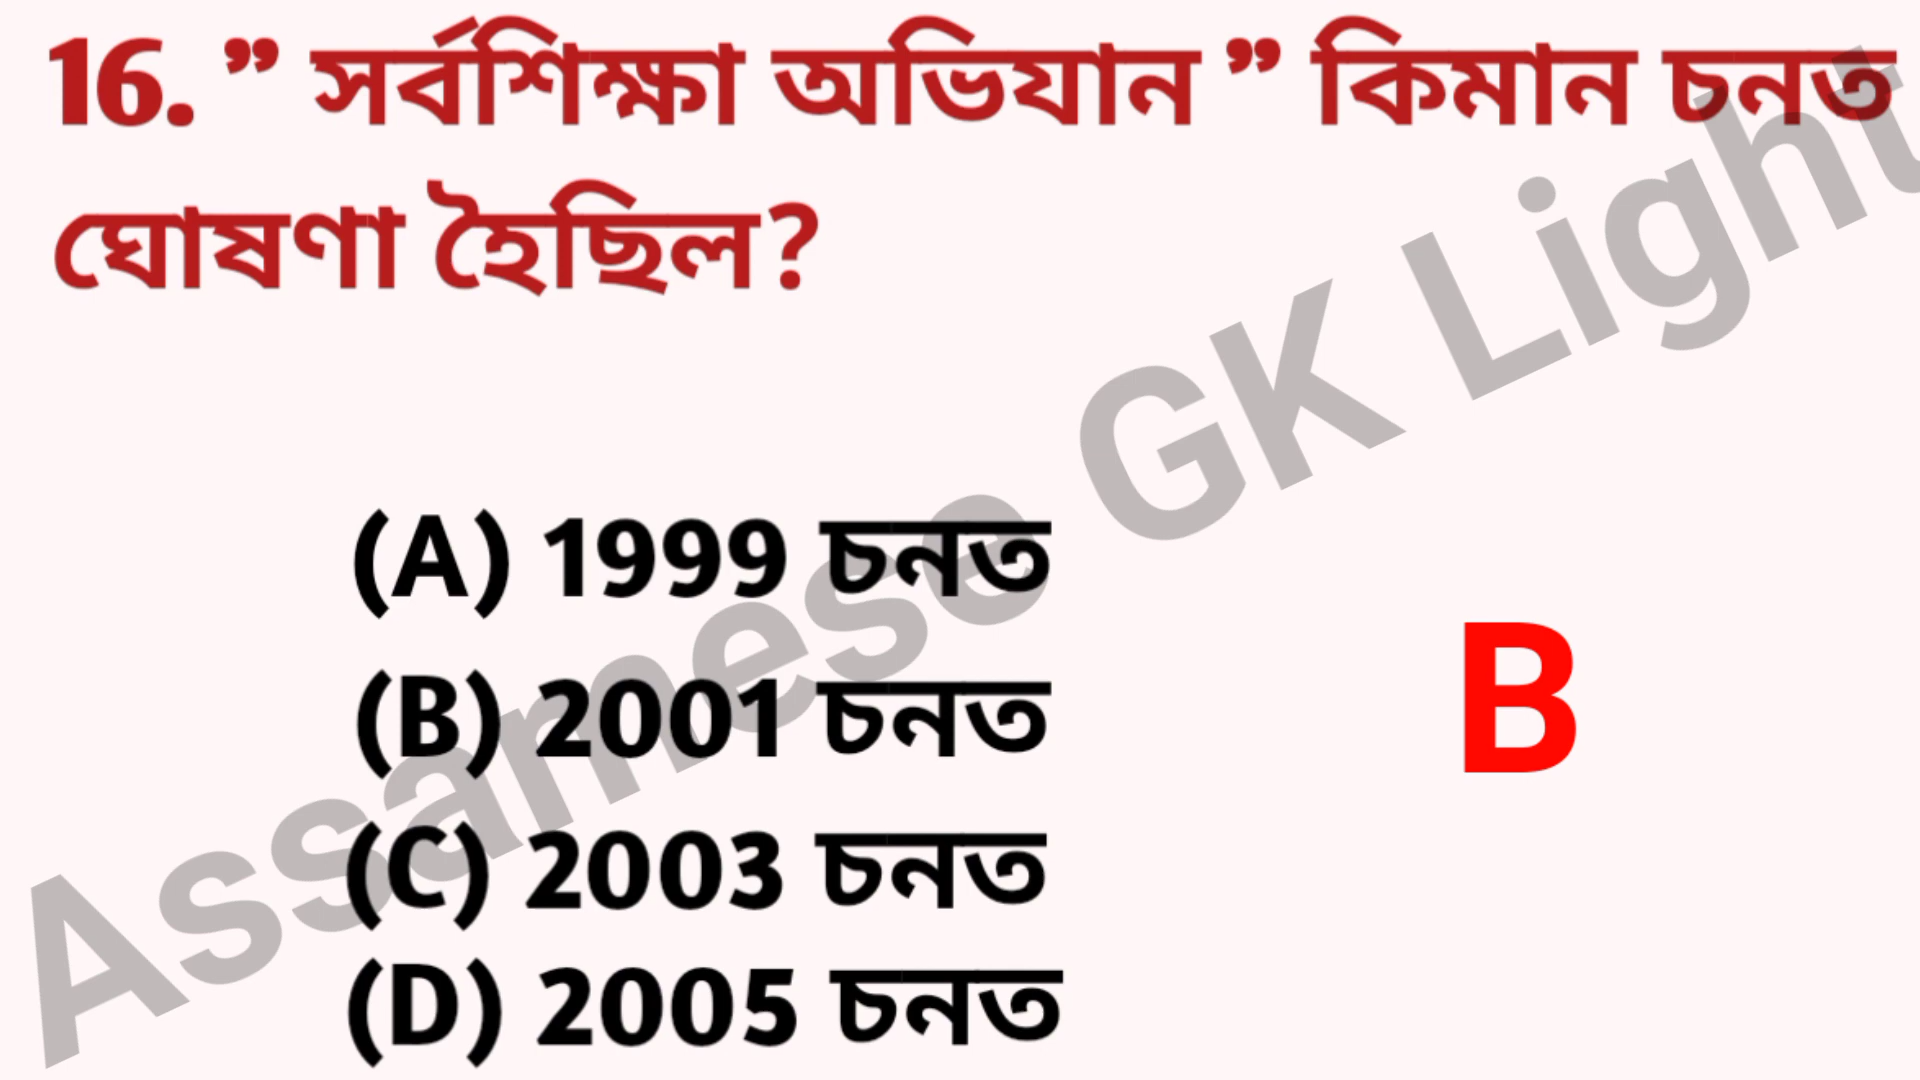 16. ” সৰ্বশিক্ষা অভিযান ” কিমান চনত
ঘোষণা হৈছিল?
(A) 1999 চনত
(B) 2001 চনত
B
(C) 2003 চনত
(D) 2005 চনত
Assamese GK Light